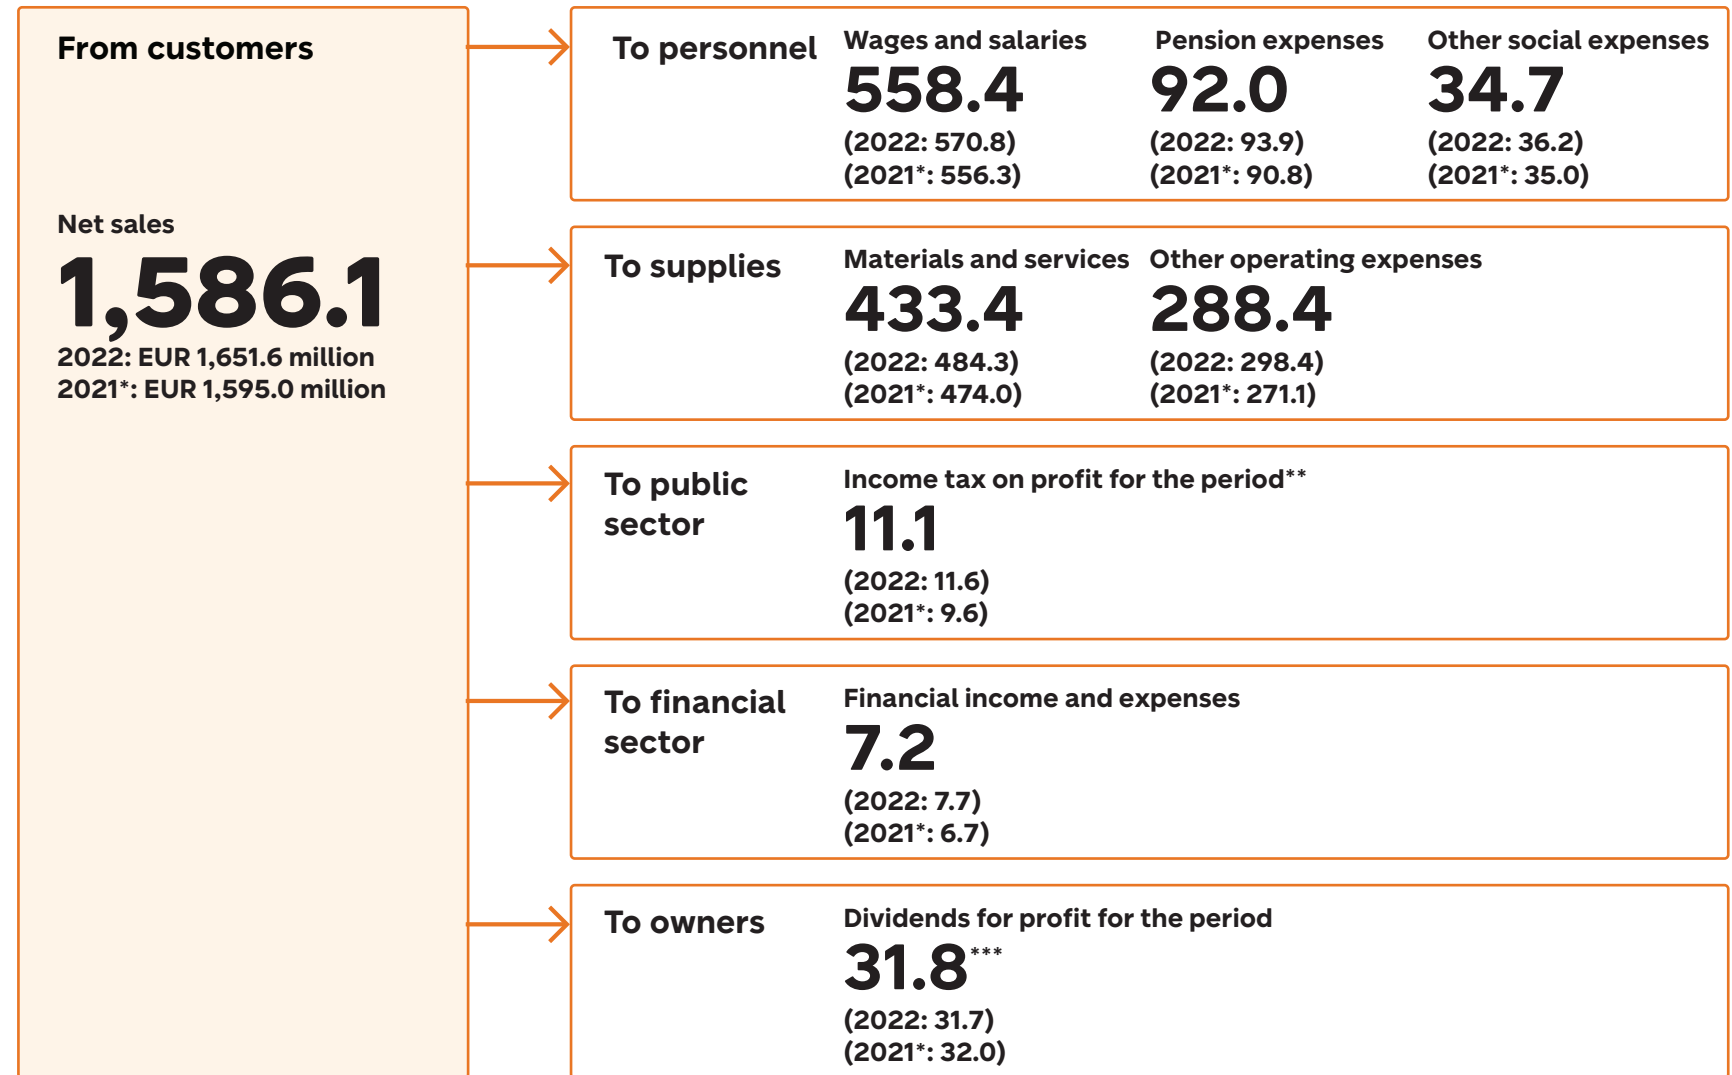 From customers
Net sales
1,586.1
2022: EUR 1,651.6 million
2021*: EUR 1,595.0 million
To personnel
Wages and salaries
558.4
(2022: 570.8)
(2021*: 556.3)
Pension expenses
92.0
(2022: 93.9)
(2021*: 90.8)
Other social expenses
34.7
(2022: 36.2)
(2021*: 35.0)
To supplies
Materials and services
433.4
(2022: 484.3)
(2021*: 474.0)
Other operating expenses
288.4
(2022: 298.4)
(2021*: 271.1)
To public
sector
Income tax on profit for the period**
11.1
(2022: 11.6)
(2021*: 9.6)
To financial
sector
Financial income and expenses
7.2
(2022: 7.7)
(2021*: 6.7)
To owners
Dividends for profit for the period
31.8***
(2022: 31.7)
(2021*: 32.0)